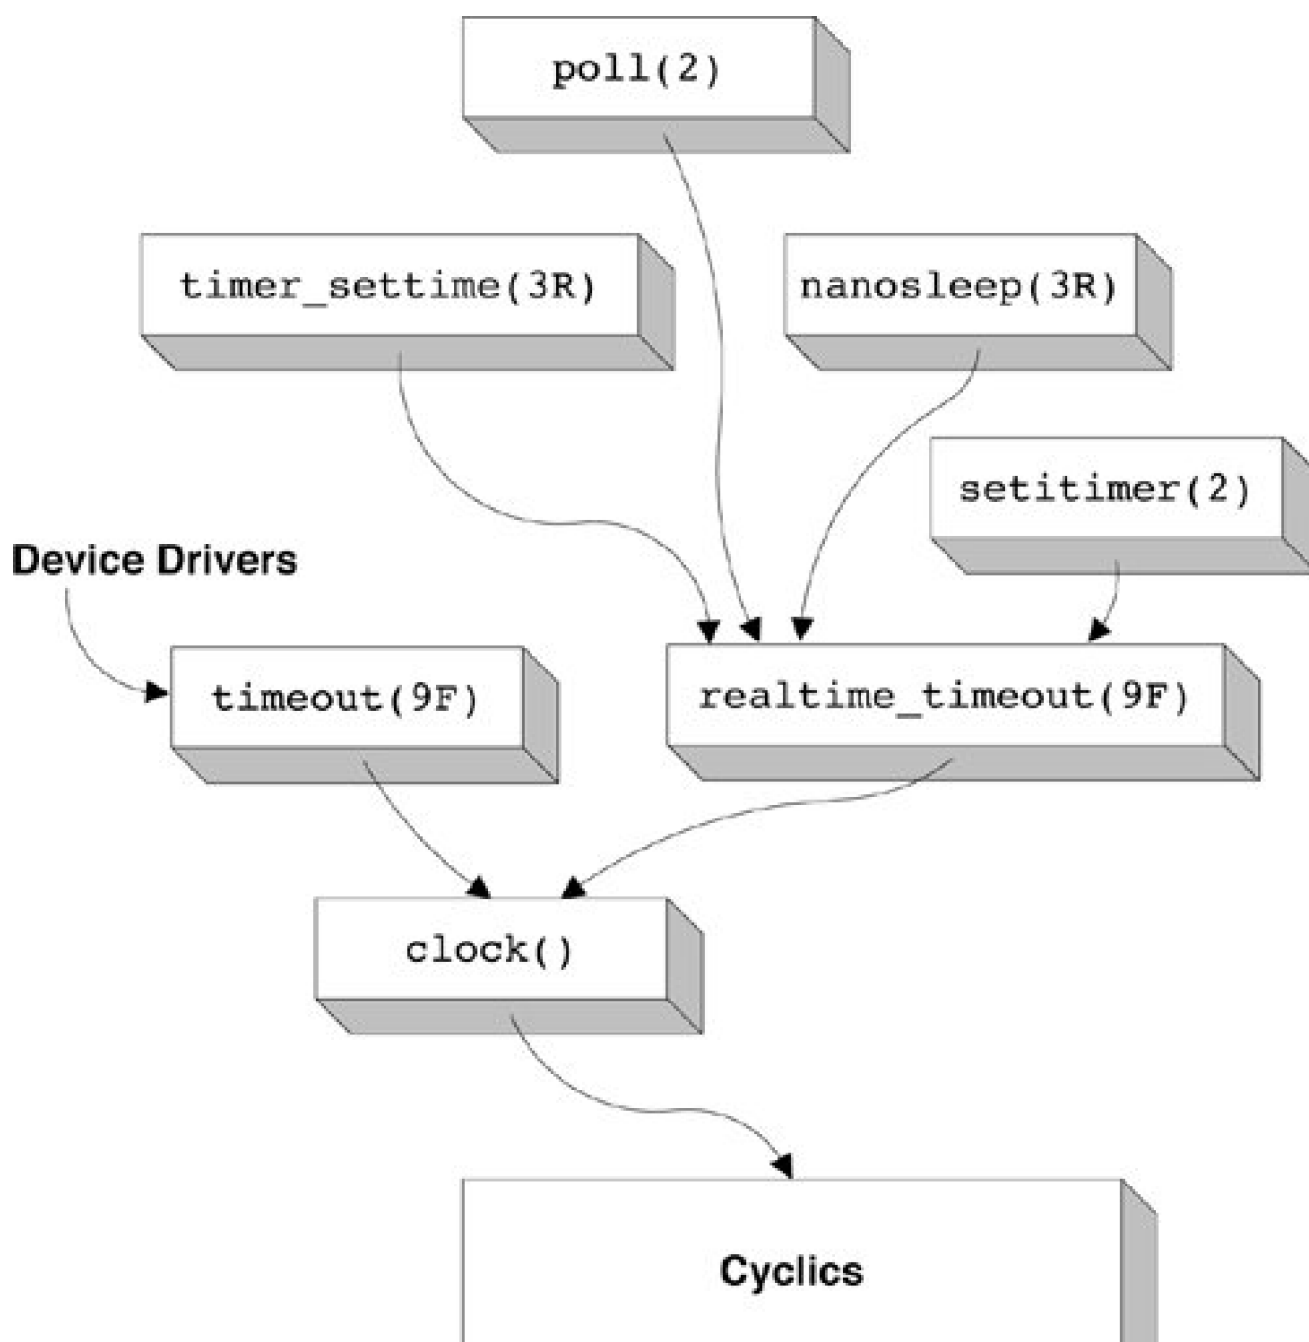 poll(2)
timer_settime(3R)
nanosleep(3R)
setitimer(2)
Device Drivers
timeout(9F)
realtime_timeout(9F)
clock()
Cyclics